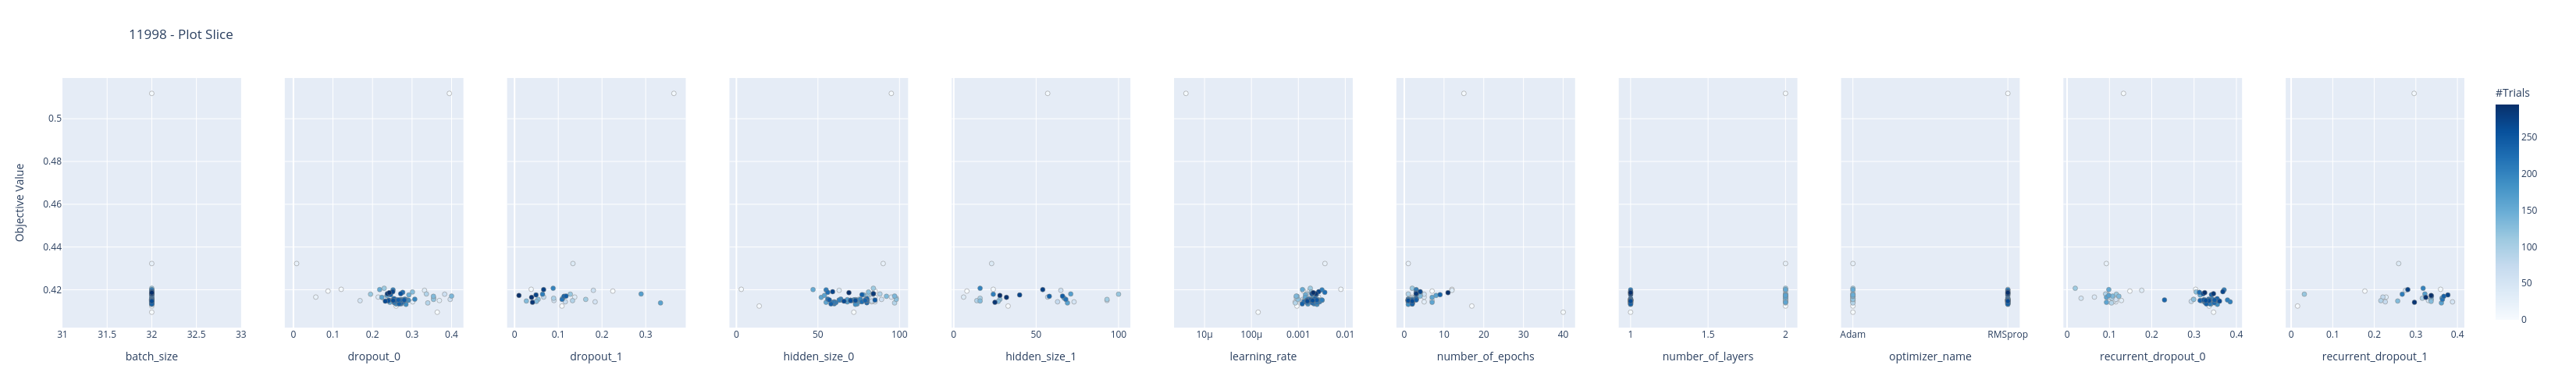 11998 - Plot Slice
#Trials
Objective Value
0.5
0.48
0.46
0.44
0.42
250
200
150
100
50
0
31 31.5 32 32.5 33
0 0.1 0.2 0.3 0.4
0 0.1 0.2 0.3
0 50 100
0 50 100
10μ 100μ 0.001 0.01
0 10 20 30 40
1 1.5 2
Adam RMSprop
0 0.1 0.2 0.3 0.4
0 0.1 0.2 0.3 0.4
batch_size
dropout_0
dropout_1
hidden_size_0
hidden_size_1
learning_rate
number_of_epochs
number_of_layers
optimizer_name
recurrent_dropout_0
recurrent_dropout_1